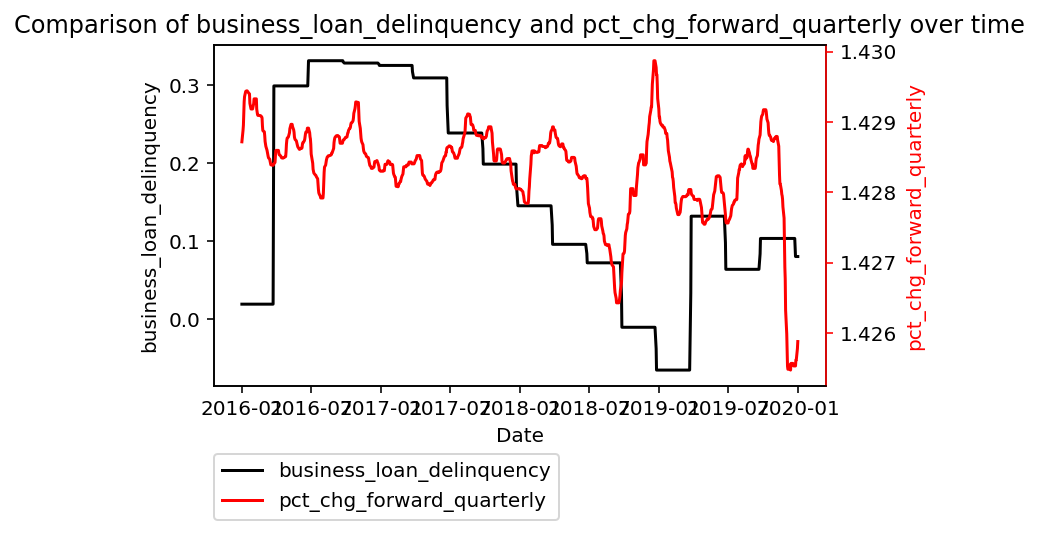 Comparison of business_loan_delinquency and pct_chg_forward_quarterly over time
business_loan_delinquency
0.3
0.2
0.1
0.0
1.430
1.429
1.428
1.427
1.426
pct_chg_forward_quarterly
2016-01 2016-07 2017-01 2017-07 2018-01 2018-07 2019-01 2019-07 2020-01
Date
business_loan_delinquency
pct_chg_forward_quarterly